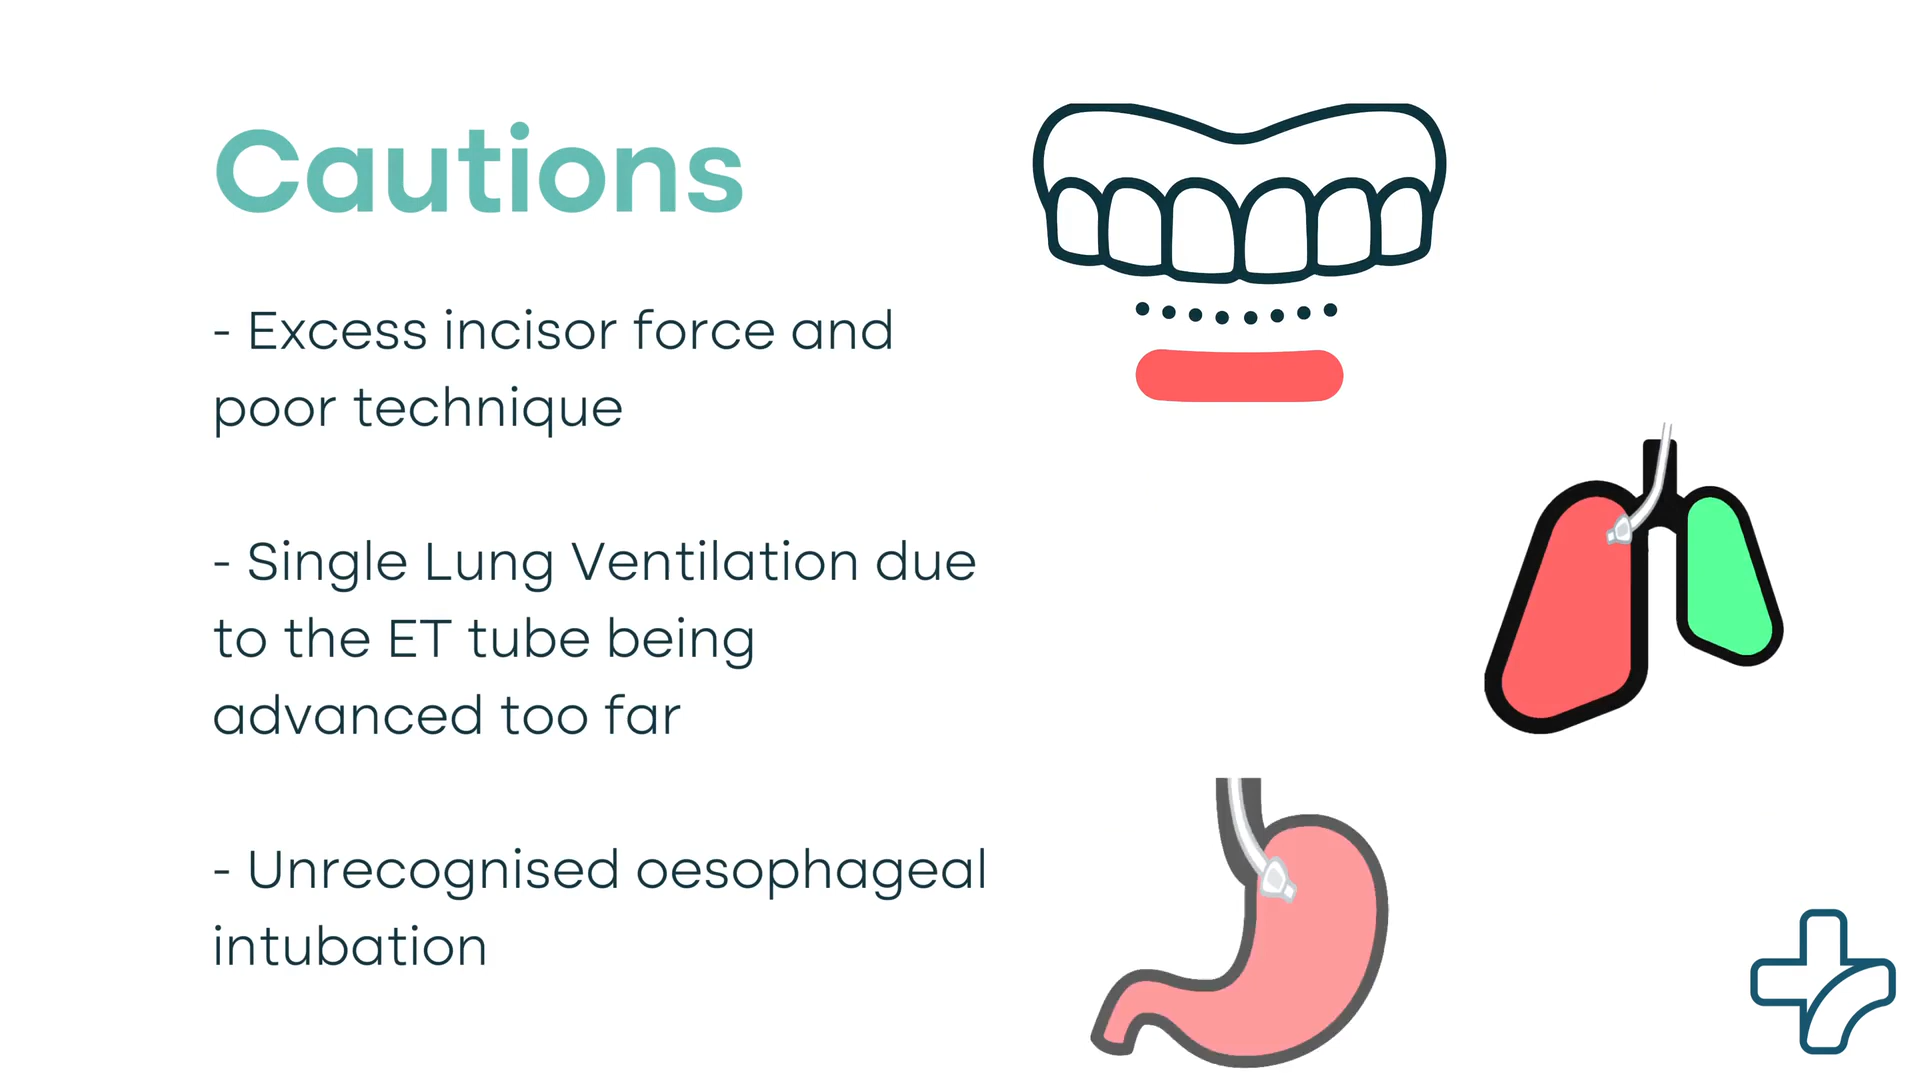 Cautions
- Excess incisor force and
poor technique
- Single Lung Ventilation due
to the ET tube being
advanced too far
- Unrecognised oesophageal
intubation